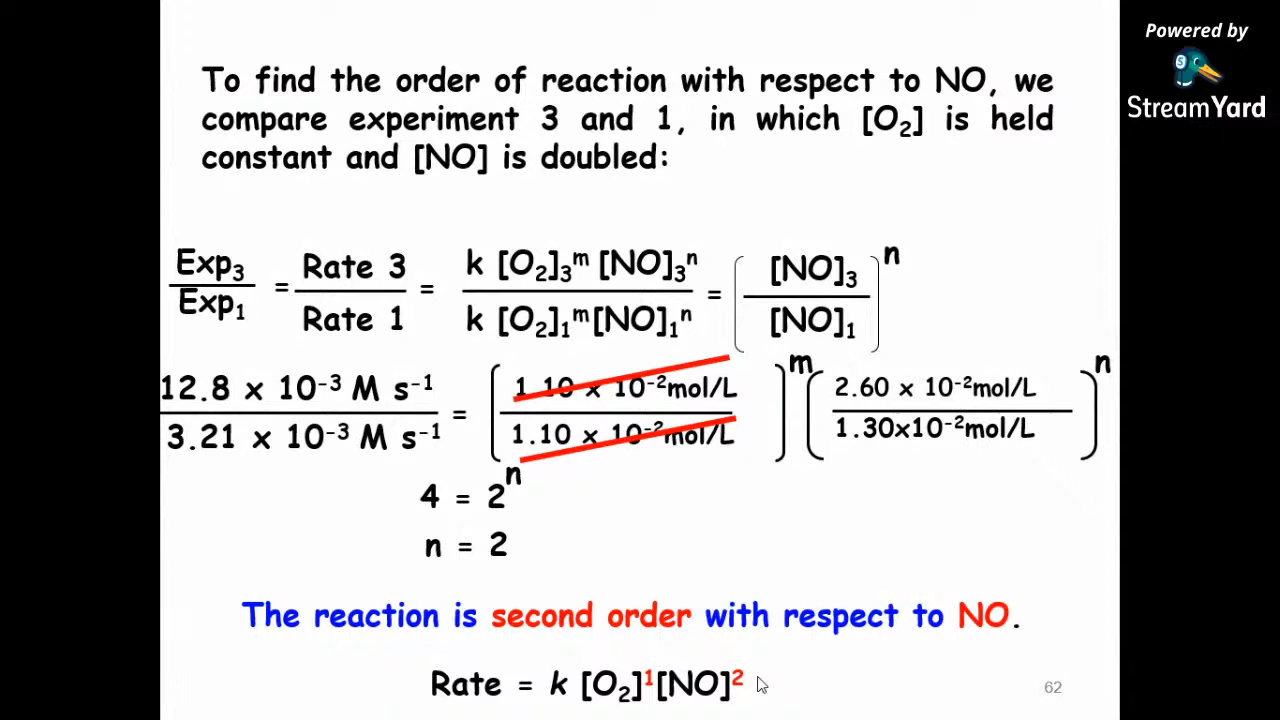 Powered by
StreamYard
To find the order of reaction with respect to NO, we
compare experiment 3 and 1, in which [O₂] is held
constant and [NO] is doubled:
Exp₃ / Exp₁ = Rate 3 / Rate 1 = k [O₂]₃ᵐ [NO]₃ⁿ / k [O₂]₁ᵐ[NO]₁ⁿ = ( [NO]₃ / [NO]₁ )ⁿ
12.8 x 10⁻³ M s⁻¹ / 3.21 x 10⁻³ M s⁻¹ = [ 1.10 x 10⁻²mol/L / 1.10 x 10⁻²mol/L ]ᵐ ( 2.60 x 10⁻²mol/L / 1.30x10⁻²mol/L )ⁿ
4 = 2ⁿ
n = 2
The reaction is second order with respect to NO.
Rate = k [O₂]¹[NO]²
62